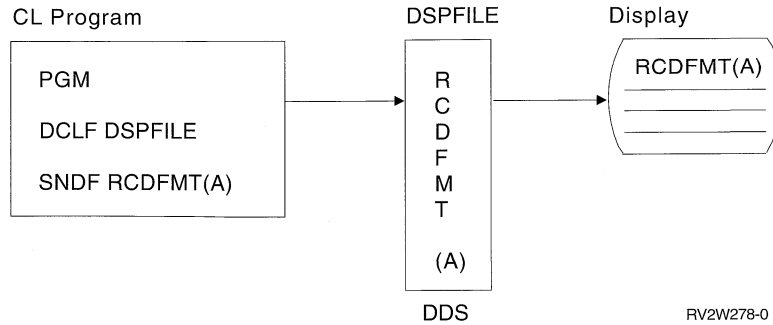 CL Program
PGM
DCLF DSPFILE
SNDF RCDFMT(A)
DSPFILE
R
C
D
F
M
T
(A)
DDS
Display
RCDFMT(A)
RV2W278-0